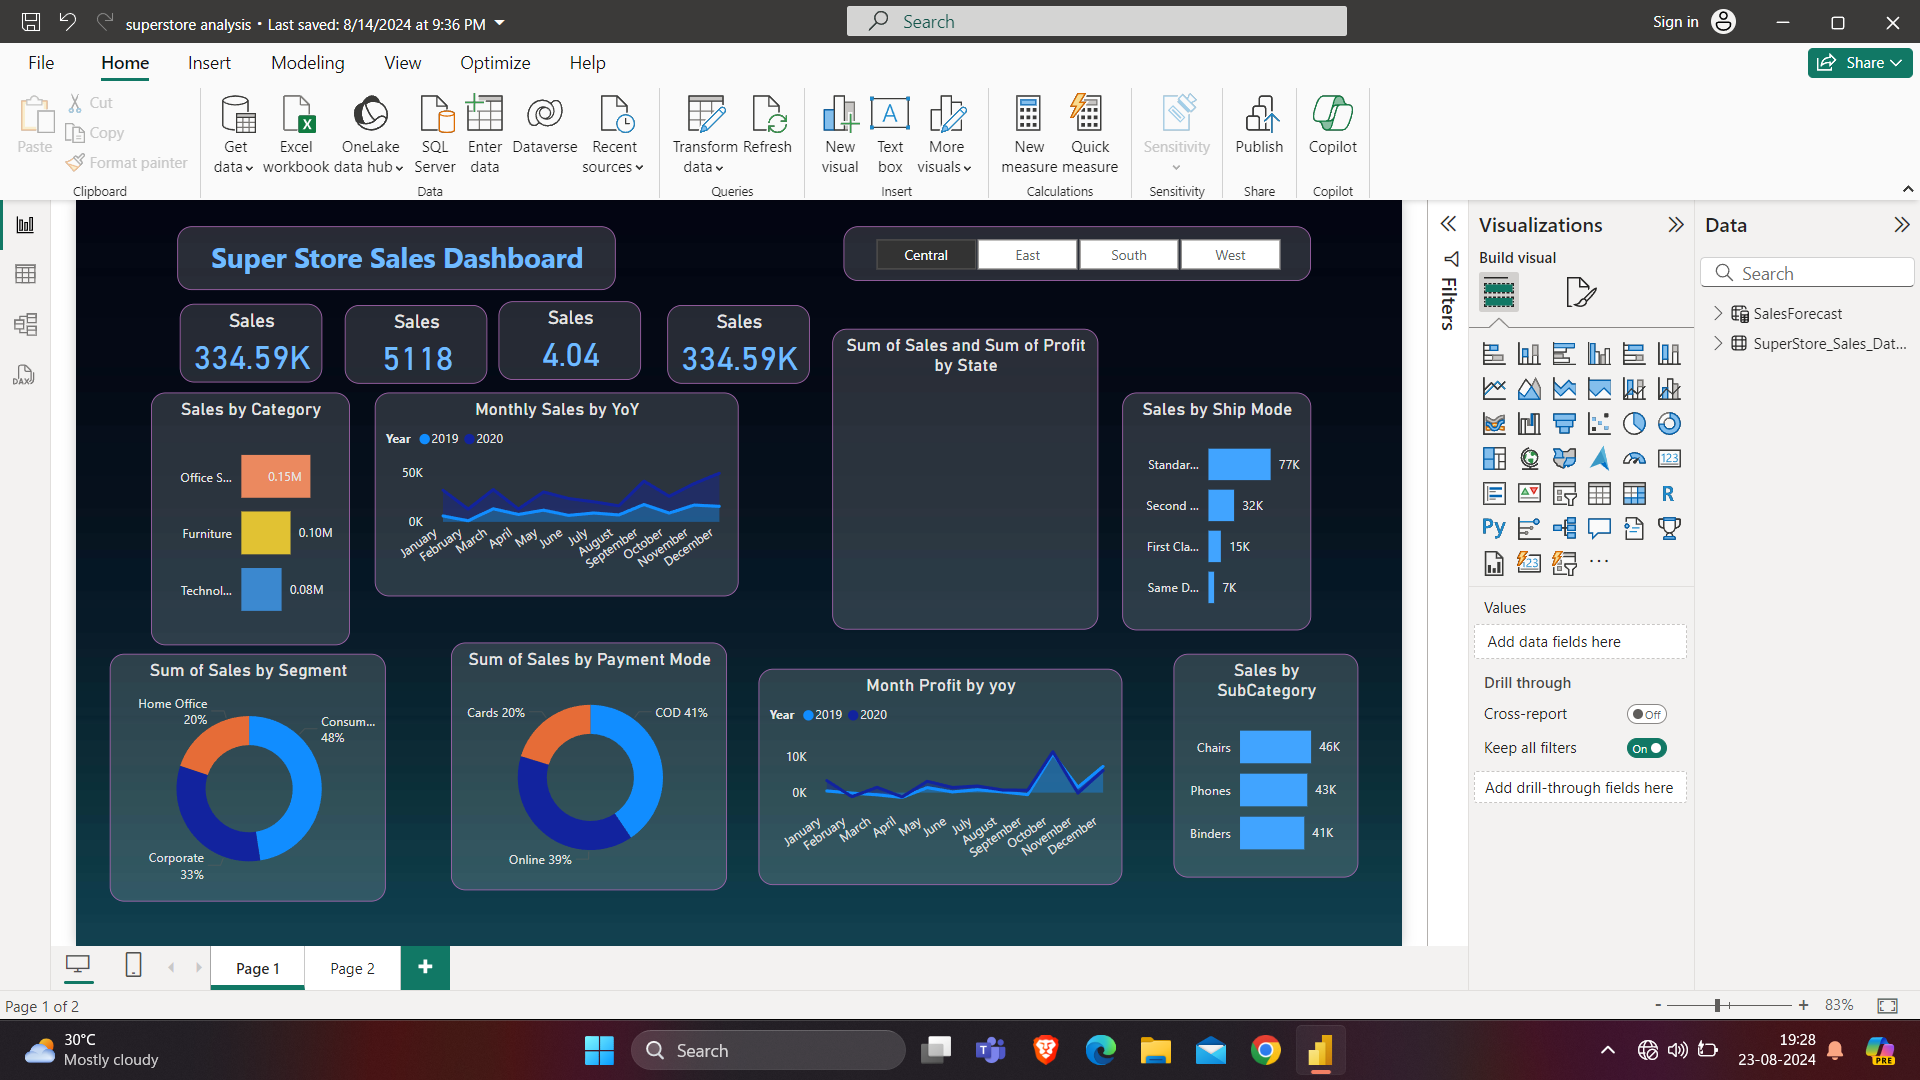 superstore analysis • Last saved: 8/14/2024 at 9:36 PM
Search
Sign in
File
Home
Insert
Modeling
View
Optimize
Help
Share
Paste
Cut
Copy
Format painter
Clipboard
Get data
Excel workbook
OneLake data hub
SQL Server
Enter data
Dataverse
Recent sources
Data
Transform data
Refresh
Queries
New visual
Text box
More visuals
Insert
New measure
Quick measure
Calculations
Sensitivity
Sensitivity
Publish
Share
Copilot
Copilot
Super Store Sales Dashboard
Central
East
South
West
Sales
334.59K
Sales
5118
Sales
4.04
Sales
334.59K
Sales by Category
Office S...
0.15M
Furniture
0.10M
Technol...
0.08M
Monthly Sales by YoY
Year 2019 2020
50K
0K
January
February
March
April
May
June
July
August
September
October
November
December
Sum of Sales and Sum of Profit
by State
Sales by Ship Mode
Standar...
77K
Second ...
32K
First Cla...
15K
Same D...
7K
Sum of Sales by Segment
Home Office
20%
Consum...
48%
Corporate
33%
Sum of Sales by Payment Mode
Cards 20%
COD 41%
Online 39%
Month Profit by yoy
Year 2019 2020
10K
0K
January
February
March
April
May
June
July
August
September
October
November
December
Sales by
SubCategory
Chairs
46K
Phones
43K
Binders
41K
Filters
Visualizations
Build visual
123
R
Py
123
...
Values
Add data fields here
Drill through
Cross-report
Off
Keep all filters
On
Add drill-through fields here
Data
Search
SalesForecast
SuperStore_Sales_Dat...
DAX
Page 1
Page 2
+
Page 1 of 2
- + 83%
30°C
Mostly cloudy
Search
19:28
23-08-2024
PRE